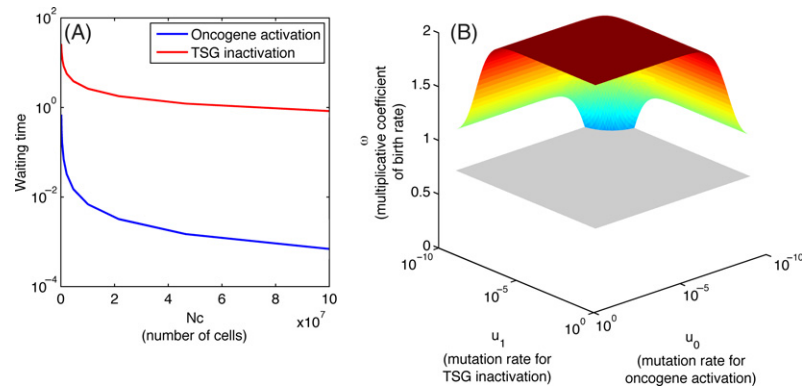 (A)
Oncogene activation
TSG inactivation
10^2
10^0
10^-2
10^-4
Waiting time
0
2
4
6
8
10
x10^7
Nc
(number of cells)
(B)
2
1.5
1
0.5
0
ω
(multiplicative coefficient
of birth rate)
10^-10
10^-5
10^0
u_1
(mutation rate for
TSG inactivation)
10^0
10^-5
10^-10
u_0
(mutation rate for
oncogene activation)